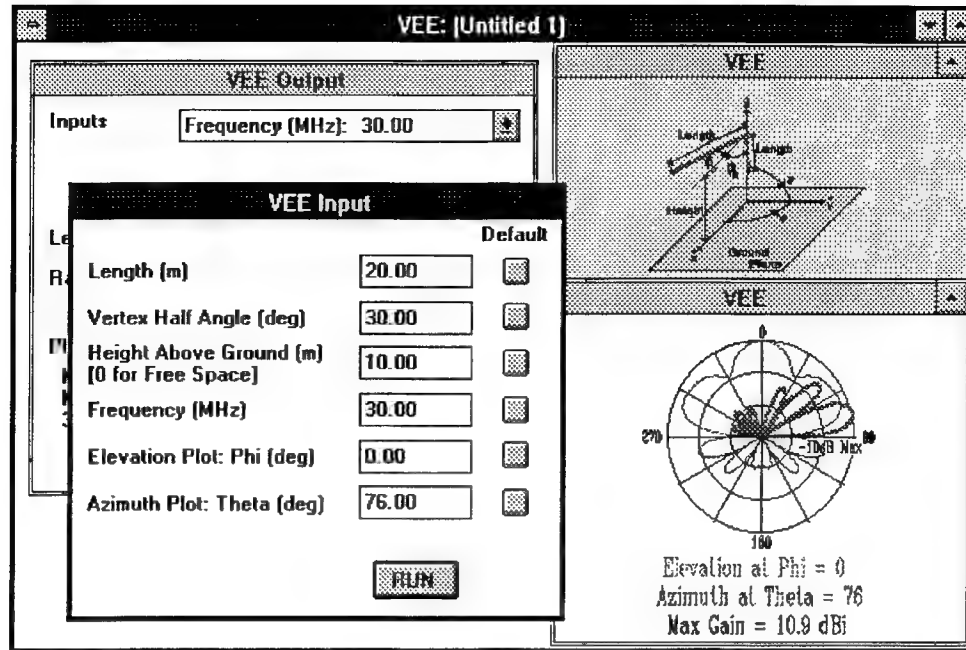 VEE: [Untitled 1]
VEE Output
Inputs
Frequency (MHz): 30.00
Le
VEE Input
Default
Length (m) 20.00
Vertex Half Angle (deg) 30.00
Height Above Ground (m)
[0 for Free Space] 10.00
Frequency (MHz) 30.00
Elevation Plot: Phi (deg) 0.00
Azimuth Plot: Theta (deg) 76.00
RUN
VEE
Length
Length
Height
Ground
Plane
VEE
0
270
90
-10dB Max
180
Elevation at Phi = 0
Azimuth at Theta = 76
Max Gain = 10.9 dBi